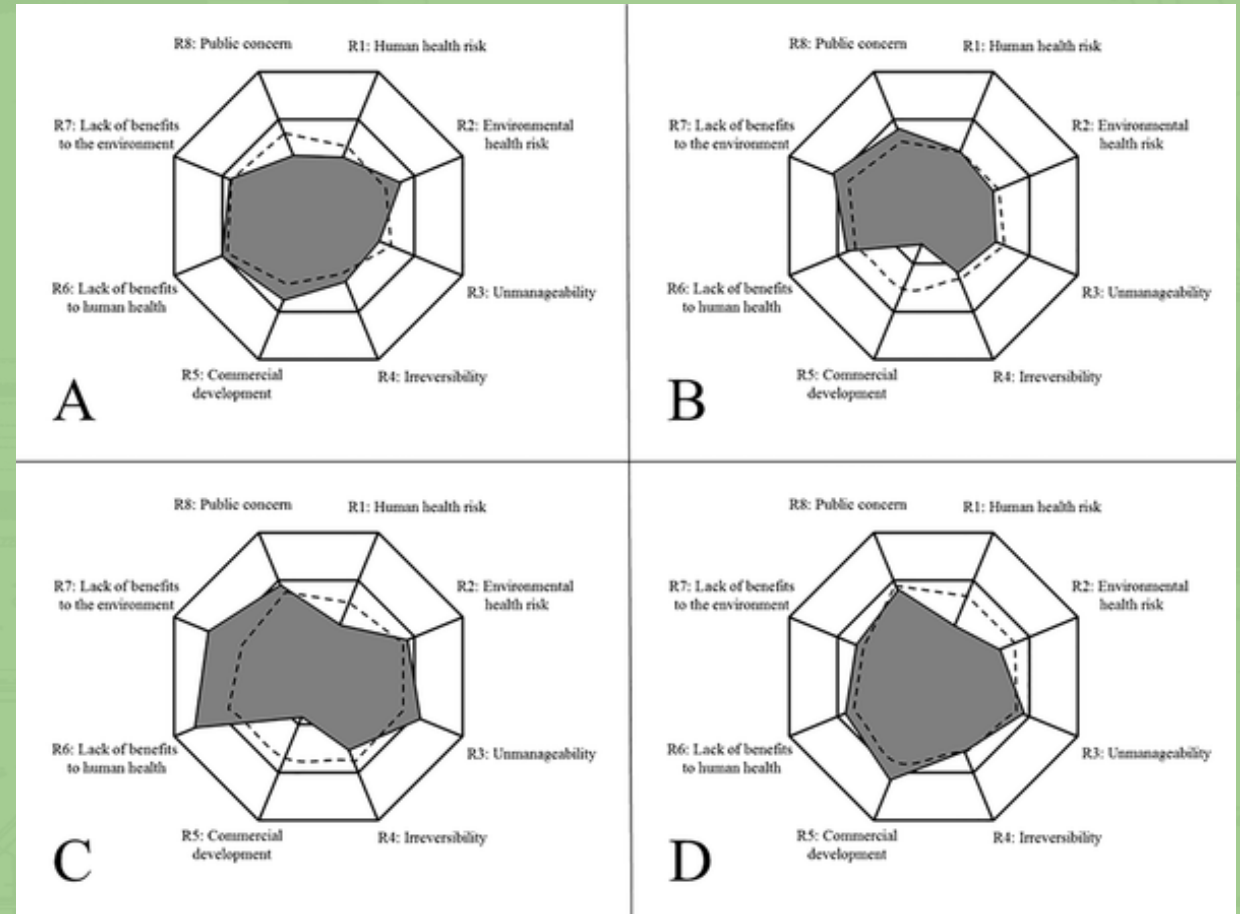 R8: Public concern
R1: Human health risk
R7: Lack of benefits
to the environment
R2: Environmental
health risk
R6: Lack of benefits
to human health
R3: Unmanageability
R5: Commercial
development
R4: Irreversibility
A
R8: Public concern
R1: Human health risk
R7: Lack of benefits
to the environment
R2: Environmental
health risk
R6: Lack of benefits
to human health
R3: Unmanageability
R5: Commercial
development
R4: Irreversibility
B
R8: Public concern
R1: Human health risk
R7: Lack of benefits
to the environment
R2: Environmental
health risk
R6: Lack of benefits
to human health
R3: Unmanageability
R5: Commercial
development
R4: Irreversibility
C
R8: Public concern
R1: Human health risk
R7: Lack of benefits
to the environment
R2: Environmental
health risk
R6: Lack of benefits
to human health
R3: Unmanageability
R5: Commercial
development
R4: Irreversibility
D